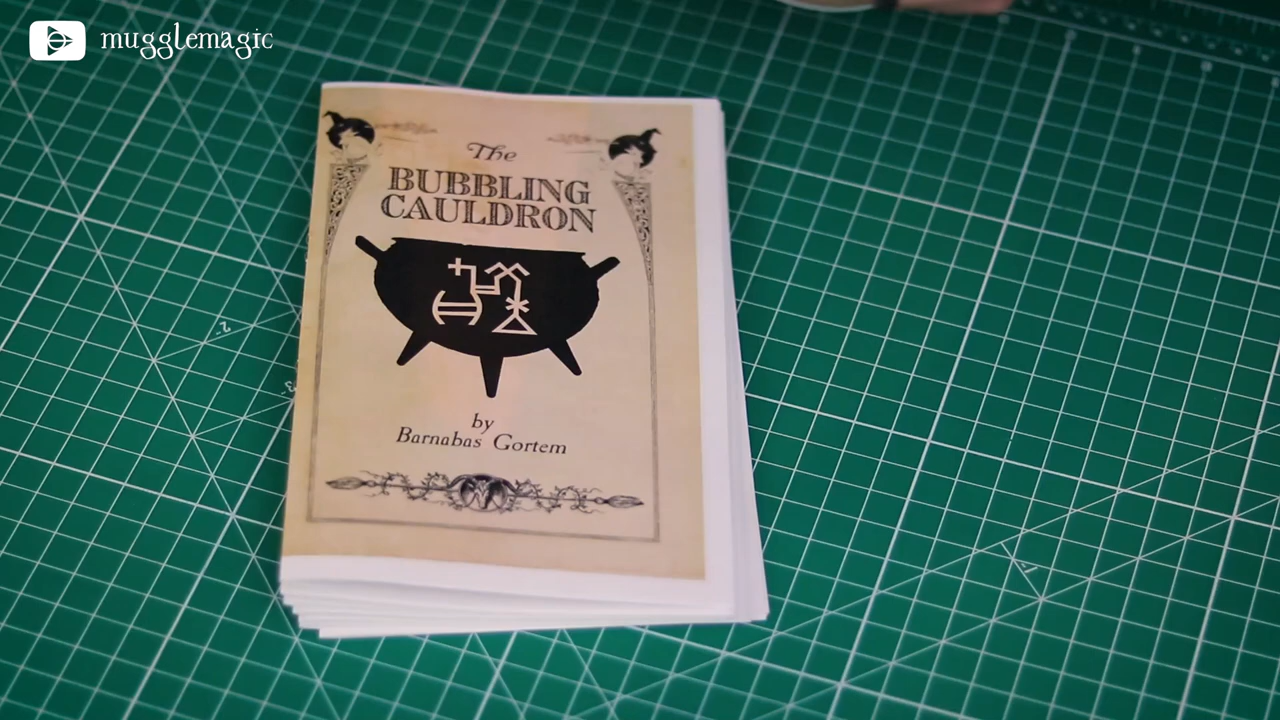 mugglemagic
The
BUBBLING
CAULDRON
by
Barnabas Gortem